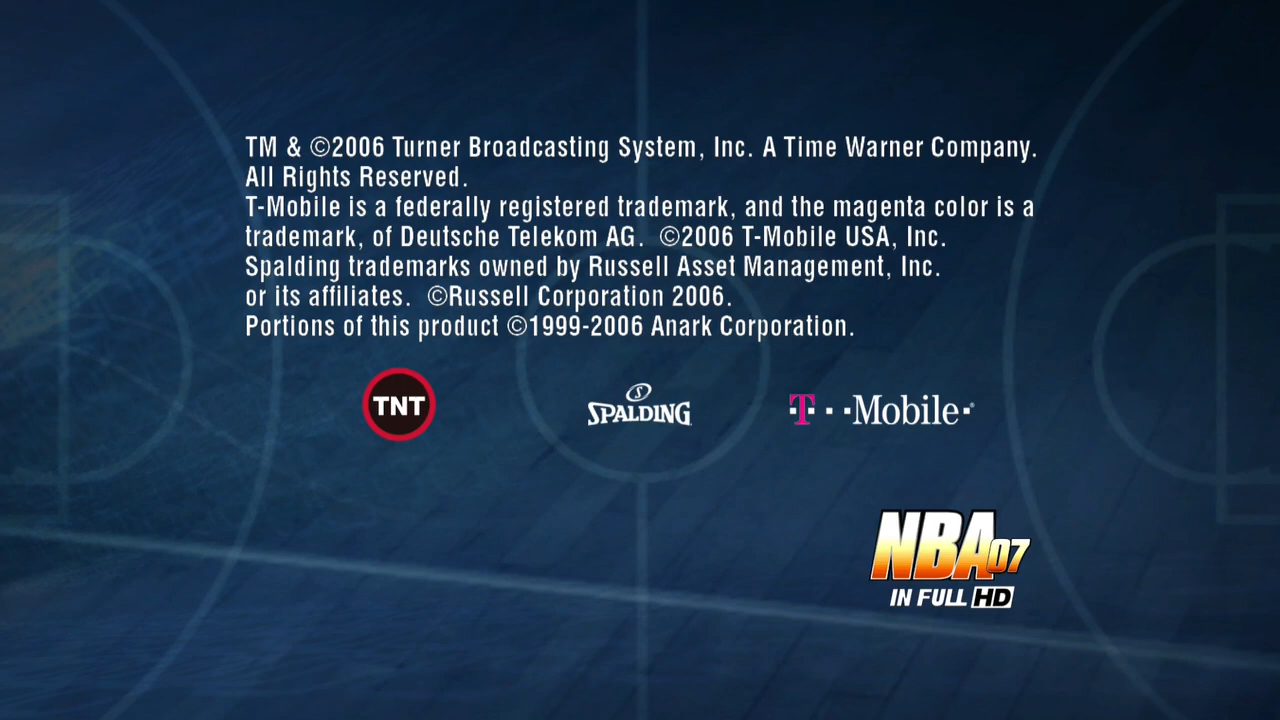 TM & ©2006 Turner Broadcasting System, Inc. A Time Warner Company.
All Rights Reserved.
T-Mobile is a federally registered trademark, and the magenta color is a
trademark, of Deutsche Telekom AG.  ©2006 T-Mobile USA, Inc.
Spalding trademarks owned by Russell Asset Management, Inc.
or its affiliates.  ©Russell Corporation 2006.
Portions of this product ©1999-2006 Anark Corporation.
TNT
S
SPALDING
T··Mobile·®
NBA 07
IN FULL HD